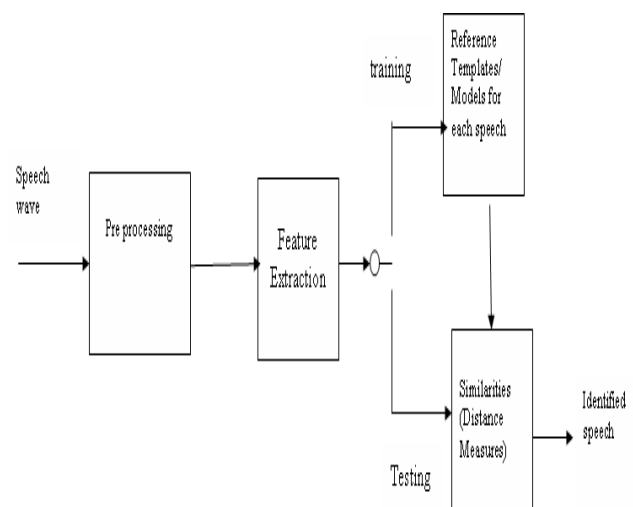 Speech
wave
Pre processing
Feature
Extraction
training
Reference
Templates/
Models for
each speech
Testing
Similarities
(Distance
Measures)
Identified
speech